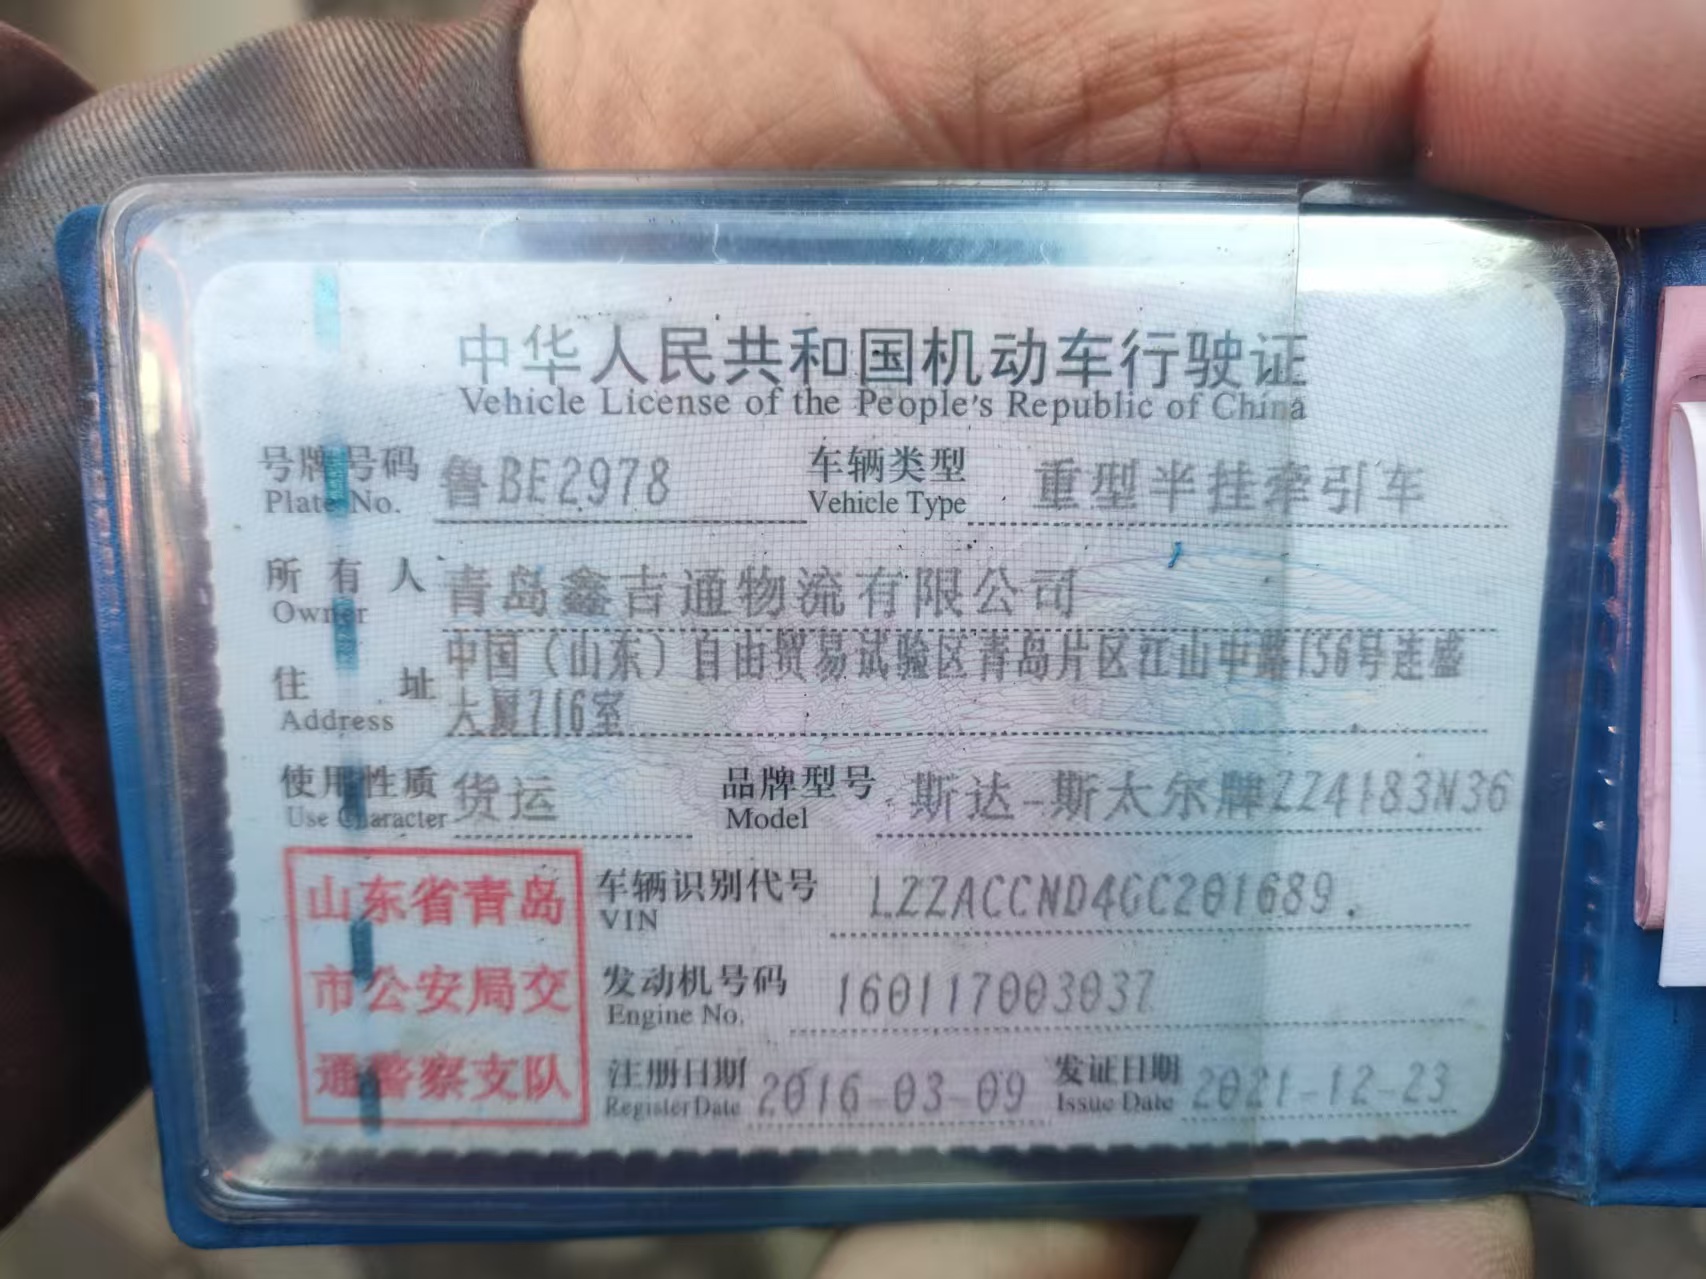 中华人民共和国机动车行驶证
Vehicle License of the People's Republic of China
号牌号码 鲁BE2978 车辆类型 重型半挂牵引车
Plate No. Vehicle Type
所有人 青岛鑫吉通物流有限公司
Owner
中国（山东）自由贸易试验区青岛片区江山中路156号连盛
住址 大厦716室
Address
使用性质 货运 品牌型号 斯达-斯太尔牌ZZ4183N36
Use Character Model
山东省青岛
市公安局交
通警察支队
车辆识别代号 LZZACCND4GC201689
VIN
发动机号码 160117003037
Engine No.
注册日期 2016-03-09 发证日期 2021-12-23
Register Date Issue Date